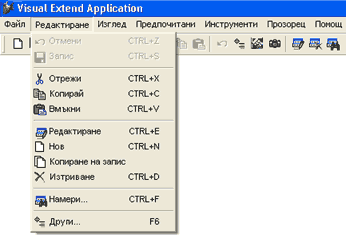 Visual Extend Application
Файл Редактиране Изглед Предпочитани Инструменти Прозорец Помощ
Отмени CTRL+Z
Запис CTRL+S
Отрежи CTRL+X
Копирай CTRL+C
Вмъкни CTRL+V
Редактиране CTRL+E
Нов CTRL+N
Копиране на запис
Изтриване CTRL+D
Намери... CTRL+F
Други... F6